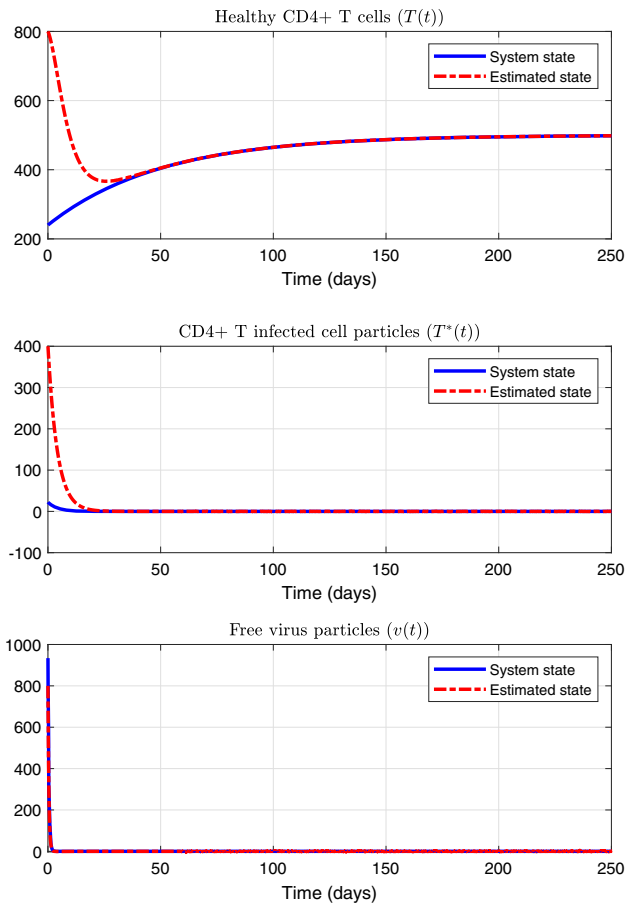 Healthy CD4+ T cells (T(t))
800
System state
Estimated state
600
400
200
0 50 100 150 200 250
Time (days)
CD4+ T infected cell particles (T*(t))
400
System state
Estimated state
300
200
100
0
-100
0 50 100 150 200 250
Time (days)
Free virus particles (v(t))
1000
System state
Estimated state
800
600
400
200
0
0 50 100 150 200 250
Time (days)